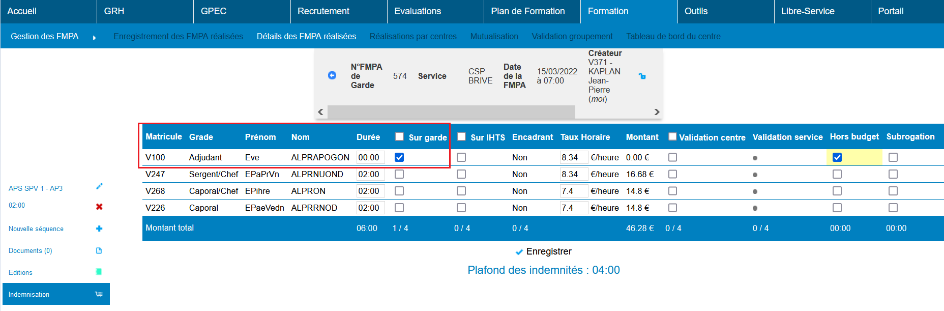 Accueil GRH GPEC Recrutement Evaluations Plan de Formation Formation Outils Libre-Service Portail
Gestion des FMPA Enregistrement des FMPA réalisées Détails des FMPA réalisées Réalisations par centres Mutualisation Validation groupement Tableau de bord du centre
N°FMPA de Garde 574 Service CSP BRIVE Date de la FMPA 15/03/2022 à 07:00 Créateur V371 - KAPLAN Jean-Pierre (moi)
Matricule Grade Prénom Nom Durée Sur garde Sur IHTS Encadrant Taux Horaire Montant Validation centre Validation service Hors budget Subrogation
V100 Adjudant Eve ALPRAPOGON 00:00 Non 8.34 €/heure 0.00 €
V247 Sergent/Chef EPaPrVn ALPRNUOND 02:00 Non 8.34 €/heure 16.68 €
V268 Caporal/Chef EPihre ALPRON 02:00 Non 7.4 €/heure 14.8 €
V226 Caporal EPaeVedn ALPRRNOD 02:00 Non 7.4 €/heure 14.8 €
Montant total 06:00 1 / 4 0 / 4 0 / 4 46.28 € 0 / 4 0 / 4 00:00 00:00
Enregistrer
Plafond des indemnités : 04:00
APS SPV 1 - AP3
02:00
Nouvelle séquence
Documents (0)
Editions
Indemnisation